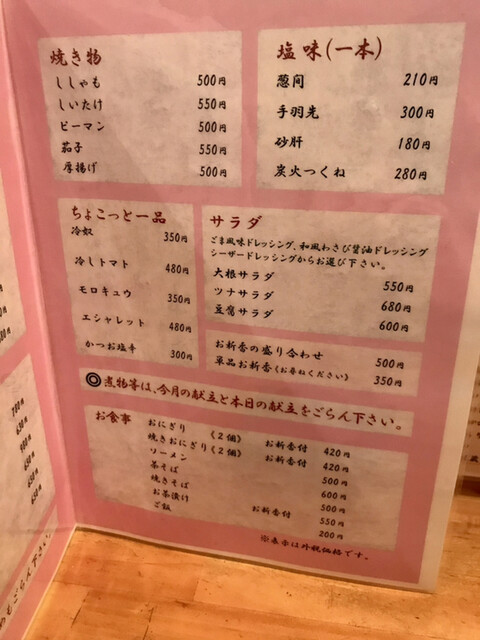 焼き物
ししゃも 500円
しいたけ 550円
ピーマン 500円
茄子 550円
厚揚げ 500円
塩味(一本)
葱間 210円
手羽先 300円
砂肝 180円
炭火つくね 280円
ちょこっと一品
冷奴 350円
冷しトマト 480円
モロキュウ 350円
エシャレット 480円
かつお塩辛 300円
サラダ
ごま風味ドレッシング、和風わさび醤油ドレッシング
シーザードレッシングからお選び下さい。
大根サラダ 550円
ツナサラダ 680円
豆腐サラダ 600円
お新香の盛り合わせ 500円
単品お新香(お尋ねください) 350円
◎煮物等は、今月の献立と本日の献立をごらん下さい。
お食事
おにぎり 《2個》 お新香付 420円
焼きおにぎり《2個》 お新香付 420円
ソーメン 500円
茶そば 600円
焼きそば 500円
お茶漬け お新香付 550円
ご飯 200円
※表示は外税価格です。